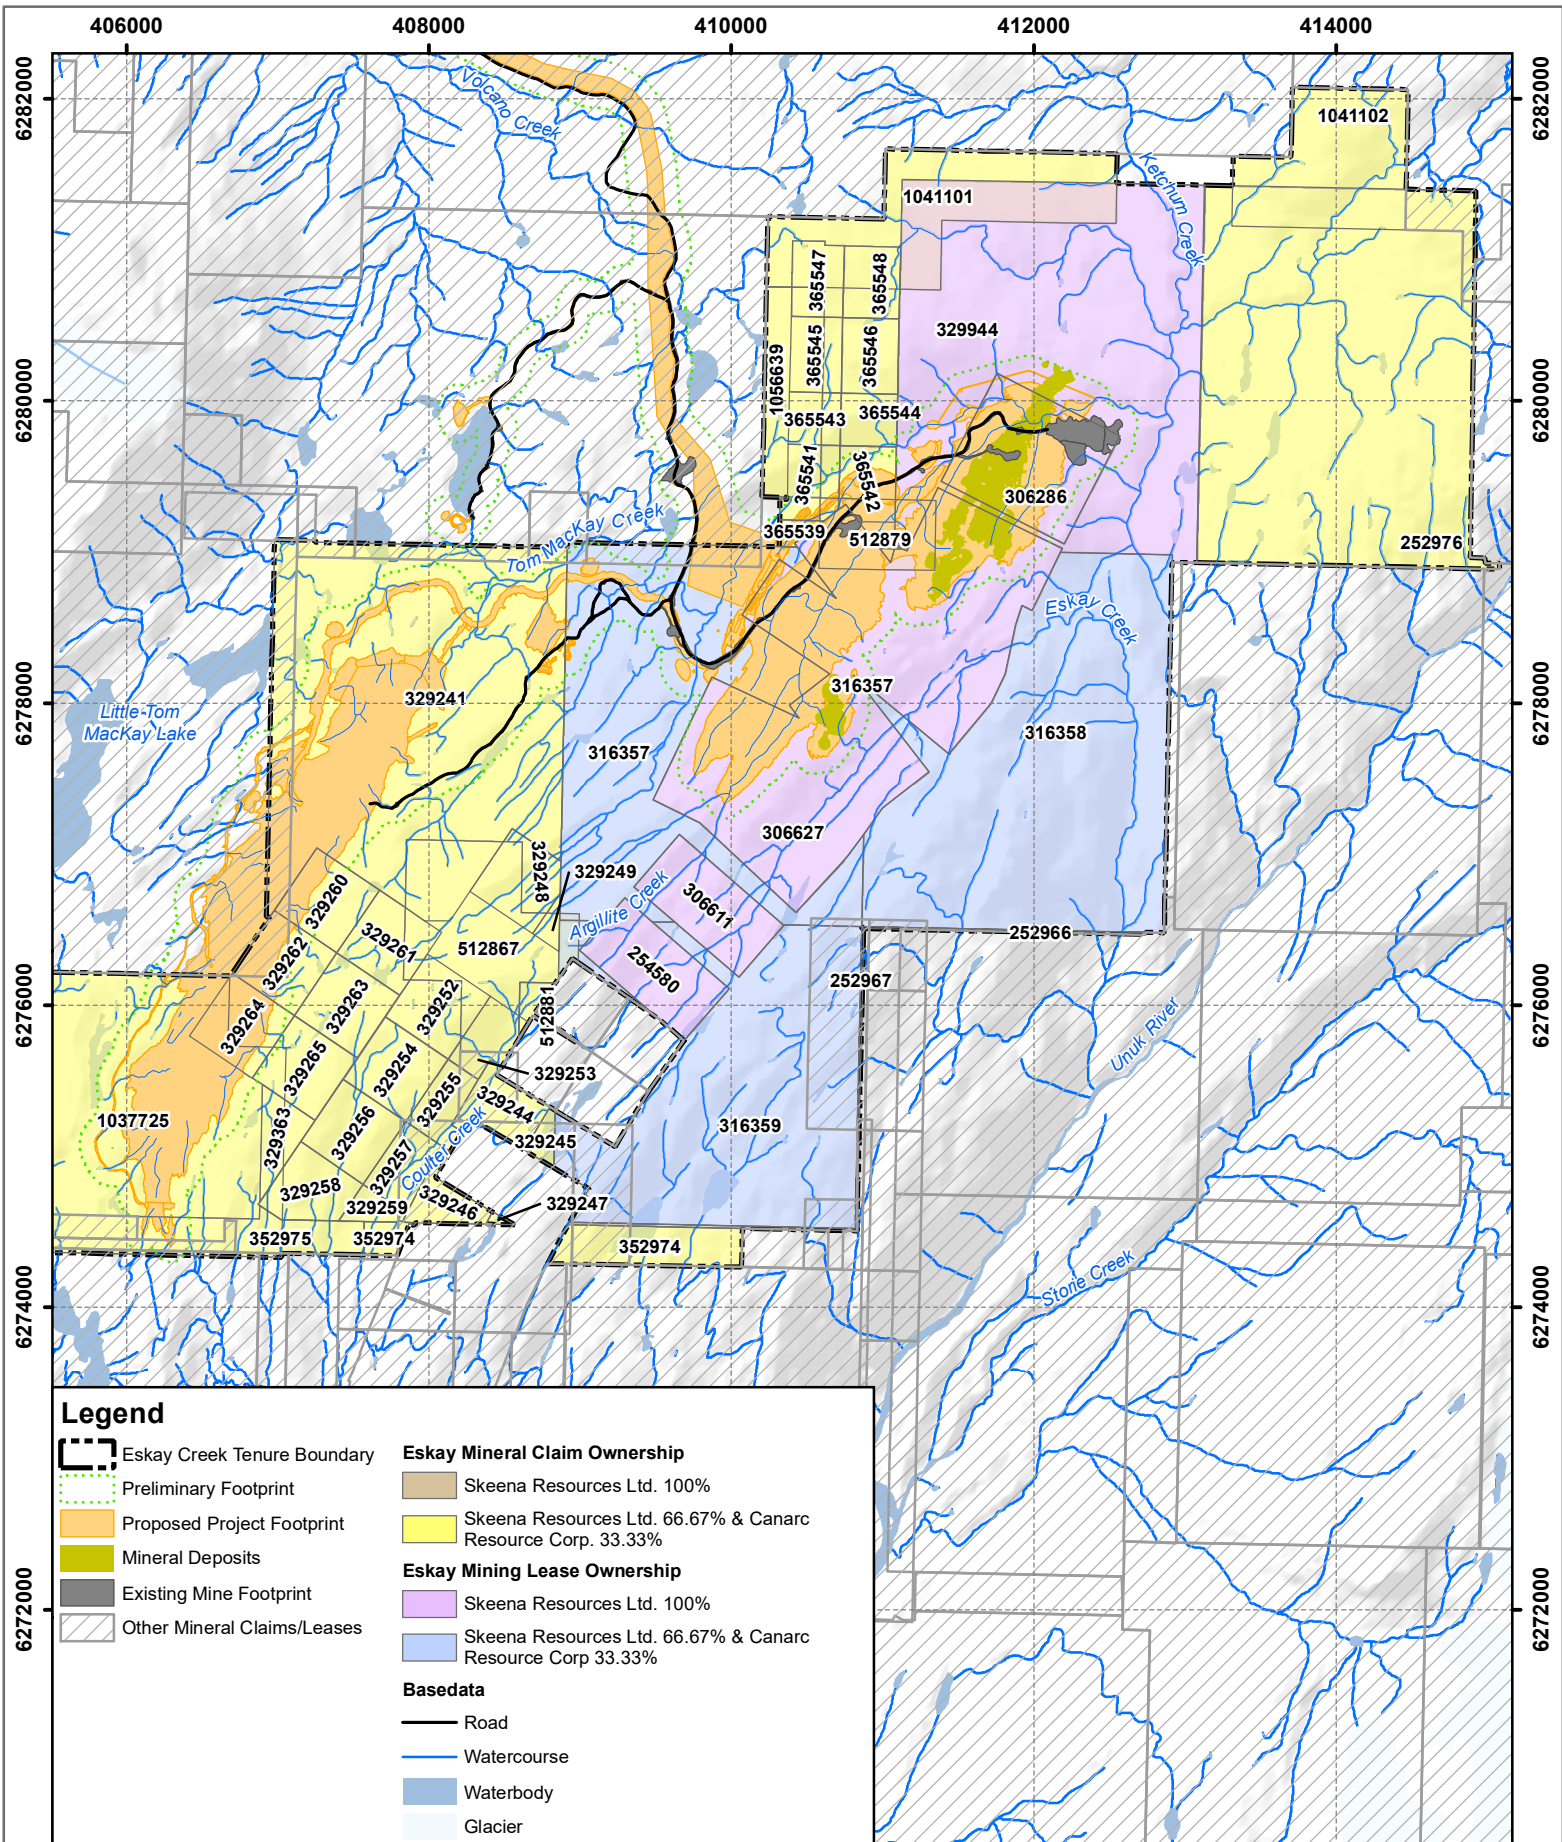 406000
408000
410000
412000
414000
6282000
6282000
Volcano Creek
1041102
Ketchum Creek
1041101
365547
365548
329944
365545
365546
1056639
6280000
6280000
365543
365544
365541
365542
306286
Tom MacKay Creek
365539
512879
252976
Eskay Creek
6278000
6278000
329241
316357
Little Tom
MacKay Lake
316357
316358
306627
329248
329249
329260
306611
Argillite Creek
329261
512867
252966
329262
254580
252967
6276000
6276000
329263
329252
512881
329264
Unuk River
329265
329254
329253
329255
329244
1037725
329363
329256
316359
329245
Coulter Creek
329257
329258
329246
329247
329259
352975
352974
352974
Storie Creek
6274000
6274000
6272000
6272000
Legend
Eskay Creek Tenure Boundary
Preliminary Footprint
Proposed Project Footprint
Mineral Deposits
Existing Mine Footprint
Other Mineral Claims/Leases
Eskay Mineral Claim Ownership
Skeena Resources Ltd. 100%
Skeena Resources Ltd. 66.67% & Canarc
Resource Corp. 33.33%
Eskay Mining Lease Ownership
Skeena Resources Ltd. 100%
Skeena Resources Ltd. 66.67% & Canarc
Resource Corp 33.33%
Basedata
Road
Watercourse
Waterbody
Glacier